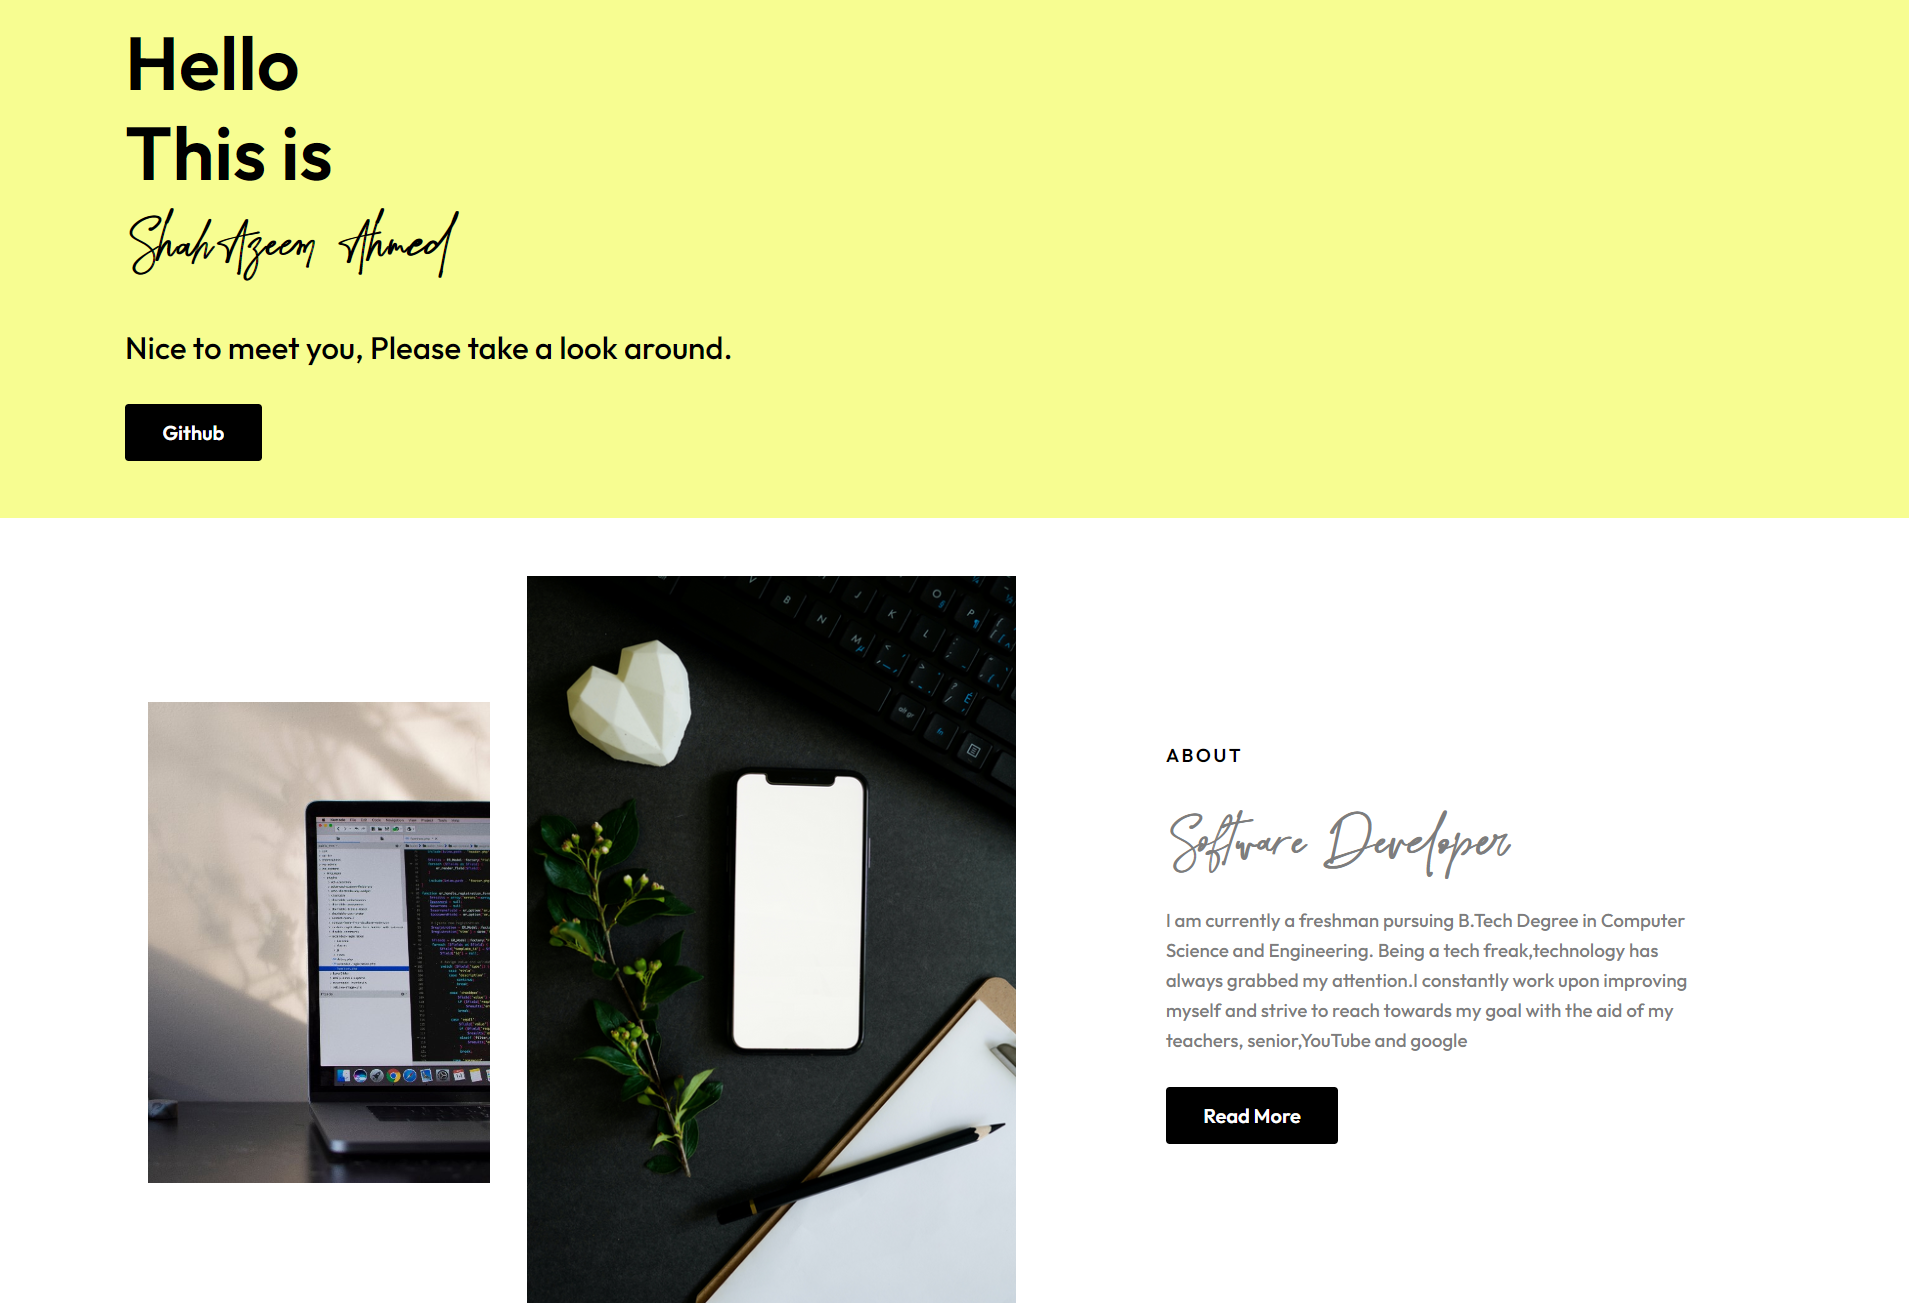 Hello
This is
Shah Azeem Ahmed
Nice to meet you, Please take a look around.
Github
ABOUT
Software Developer
I am currently a freshman pursuing B.Tech Degree in Computer
Science and Engineering. Being a tech freak,technology has
always grabbed my attention.I constantly work upon improving
myself and strive to reach towards my goal with the aid of my
teachers, senior,YouTube and google
Read More